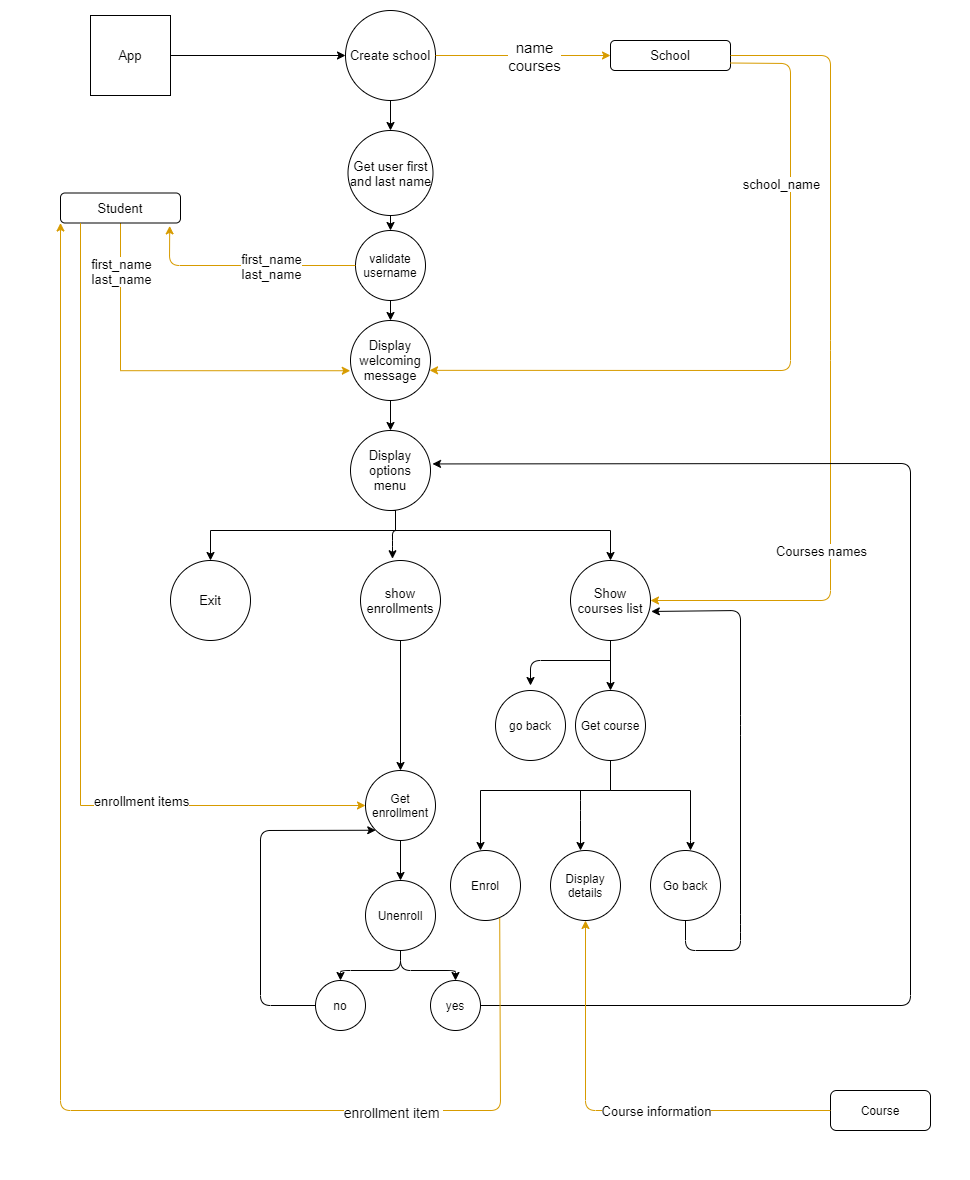 App
Create school
name
courses
School
Get user first
and last name
school_name
Student
first_name
last_name
first_name
last_name
validate
username
Display
welcoming
message
Display
options
menu
Courses names
Exit
show
enrollments
Show
courses list
go back
Get course
enrollment items
Get
enrollment
Enrol
Display
details
Go back
Unenroll
no
yes
enrollment item
Course information
Course